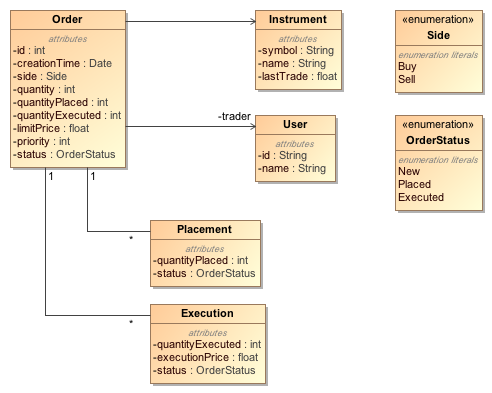 Order
attributes
-id : int
-creationTime : Date
-side : Side
-quantity : int
-quantityPlaced : int
-quantityExecuted : int
-limitPrice : float
-priority : int
-status : OrderStatus
Instrument
attributes
-symbol : String
-name : String
-lastTrade : float
«enumeration»
Side
enumeration literals
Buy
Sell
-trader
User
attributes
-id : String
-name : String
«enumeration»
OrderStatus
enumeration literals
New
Placed
Executed
1
1
*
Placement
attributes
-quantityPlaced : int
-status : OrderStatus
*
Execution
attributes
-quantityExecuted : int
-executionPrice : float
-status : OrderStatus